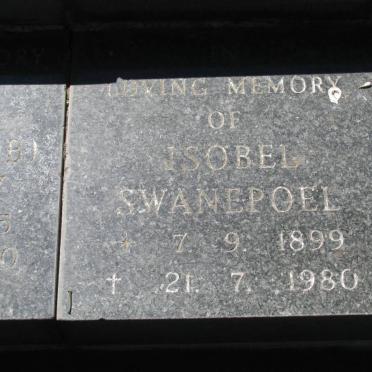 LOVING MEMORY
OF
ISOBEL
SWANEPOEL
* 7. 9. 1899
† 21. 7. 1980